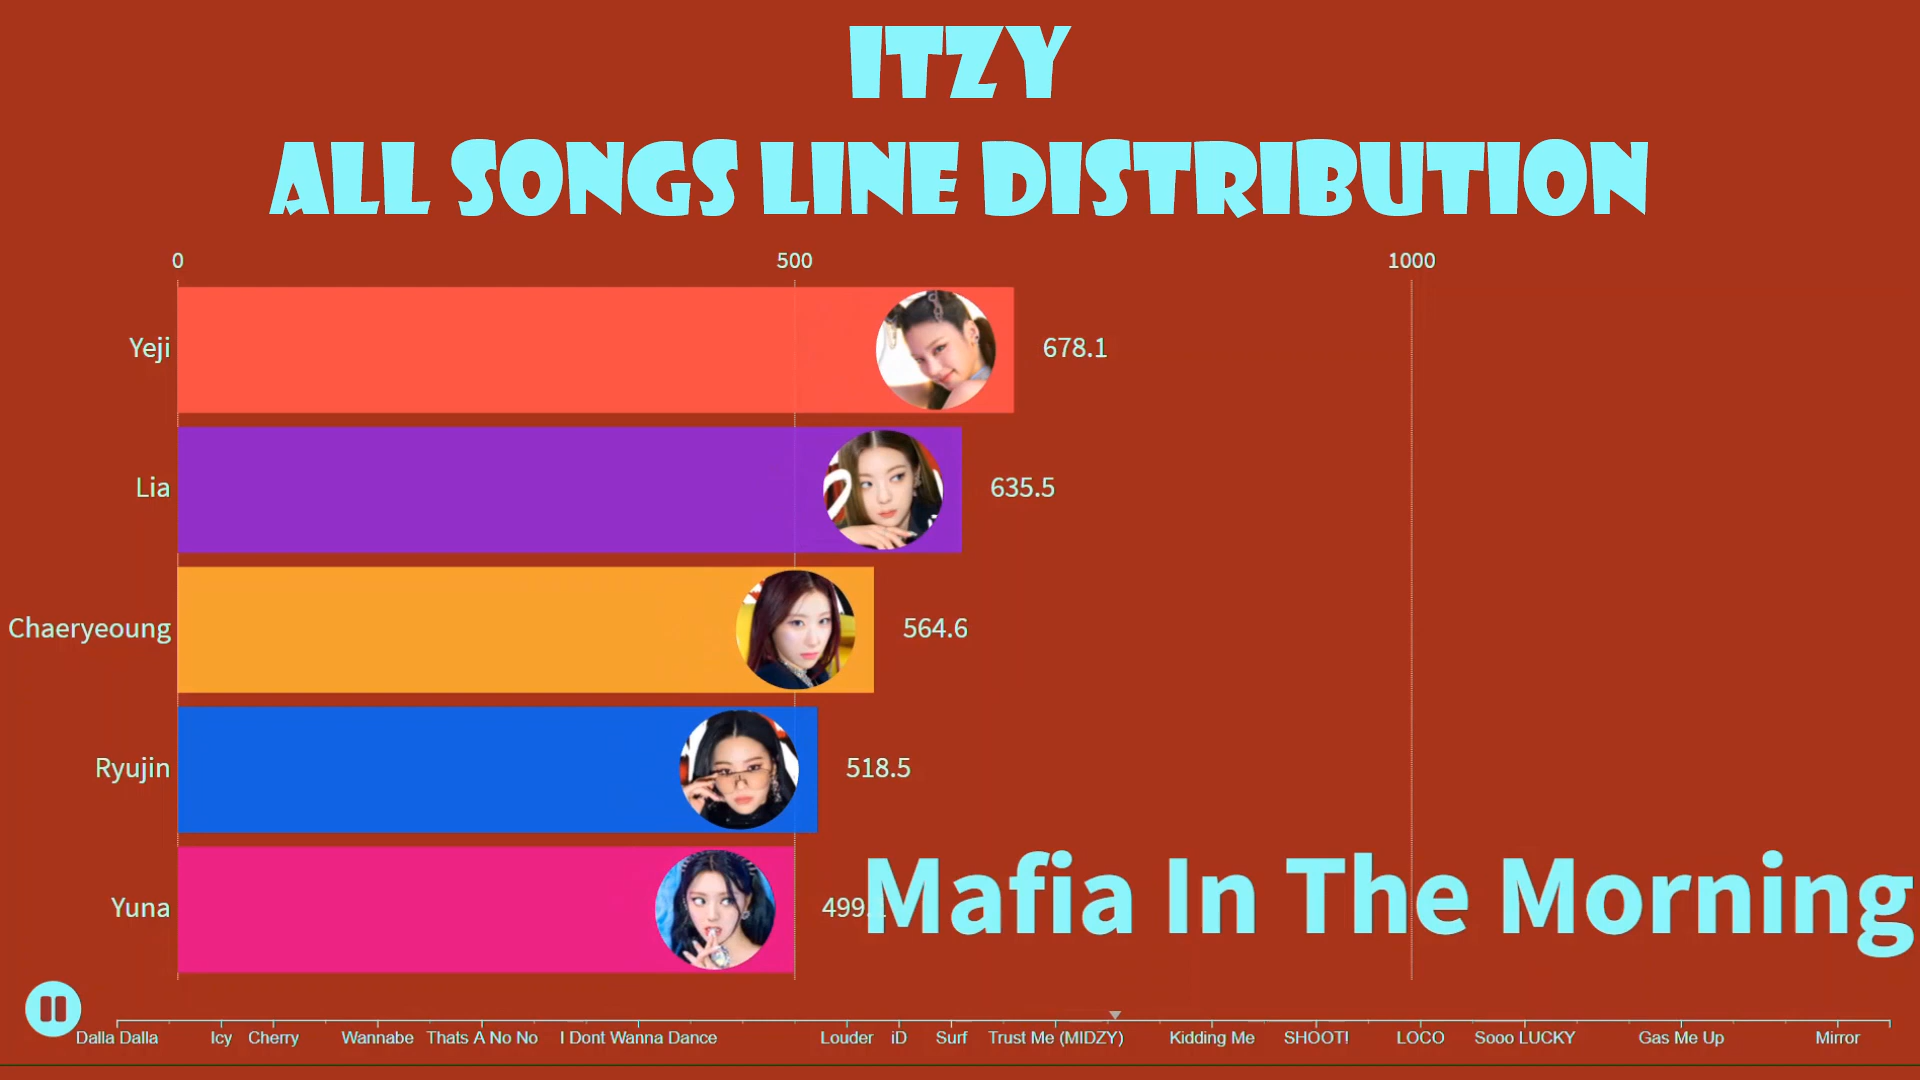 ITZY
ALL SONGS LINE DISTRIBUTION
0 500 1000
Yeji 678.1
Lia 635.5
Chaeryeoung 564.6
Ryujin 518.5
Yuna 499.
Mafia In The Morning
Dalla Dalla Icy Cherry Wannabe Thats A No No I Dont Wanna Dance Louder iD Surf Trust Me (MIDZY) Kidding Me SHOOT! LOCO Sooo LUCKY Gas Me Up Mirror